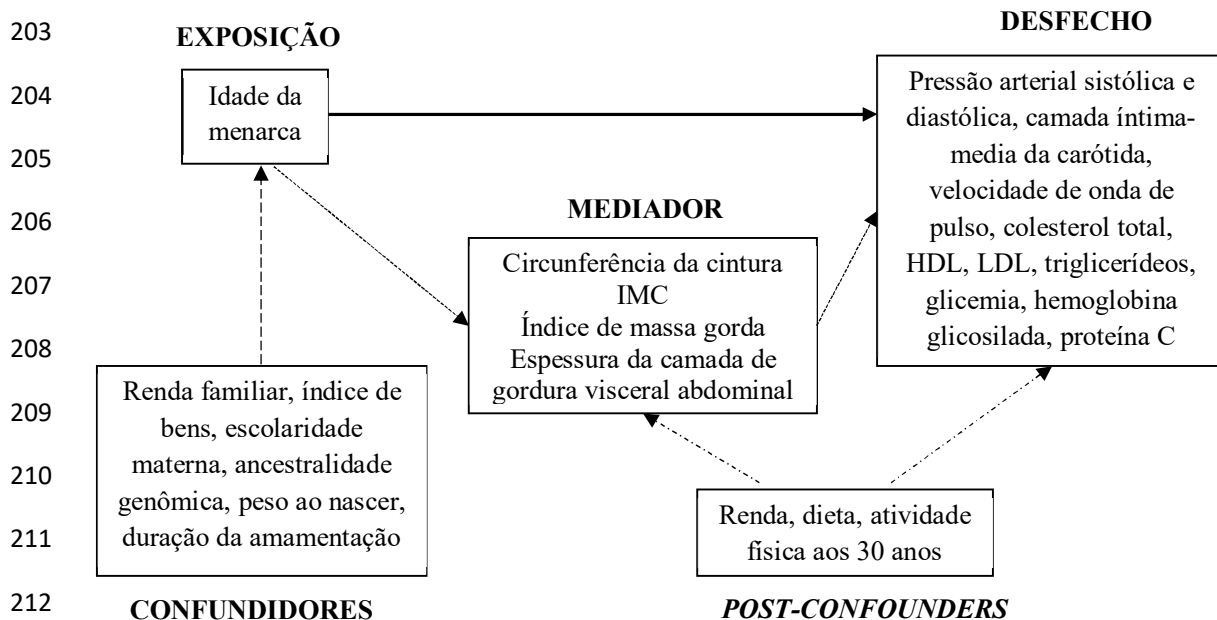 203
204
205
206
207
208
209
210
211
212
EXPOSIÇÃO
Idade da
menarca
DESFECHO
Pressão arterial sistólica e
diastólica, camada íntima-
media da carótida,
velocidade de onda de
pulso, colesterol total,
HDL, LDL, triglicerídeos,
glicemia, hemoglobina
glicosilada, proteína C
MEDIADOR
Circunferência da cintura
IMC
Índice de massa gorda
Espessura da camada de
gordura visceral abdominal
Renda familiar, índice de
bens, escolaridade
materna, ancestralidade
genômica, peso ao nascer,
duração da amamentação
CONFUNDIDORES
Renda, dieta, atividade
física aos 30 anos
POST-CONFOUNDERS